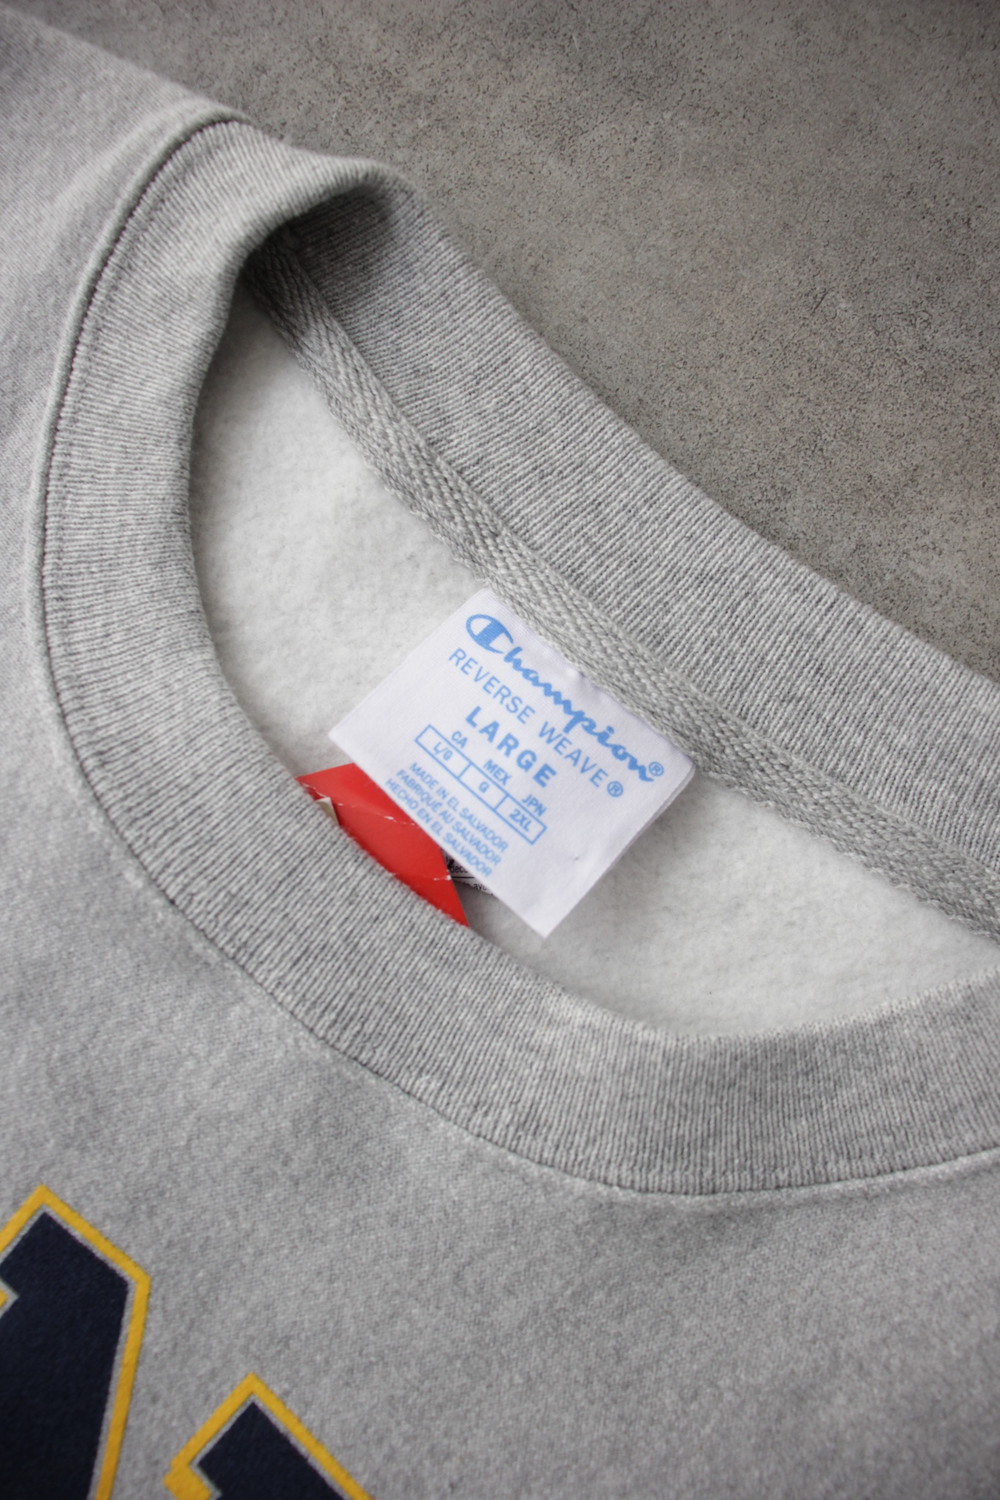 Champion®
REVERSE WEAVE®
LARGE
CA MEX JPN
L/G G 2XL
MADE IN EL SALVADOR
FABRIQUÉ AU SALVADOR
HECHO EN EL SALVADOR